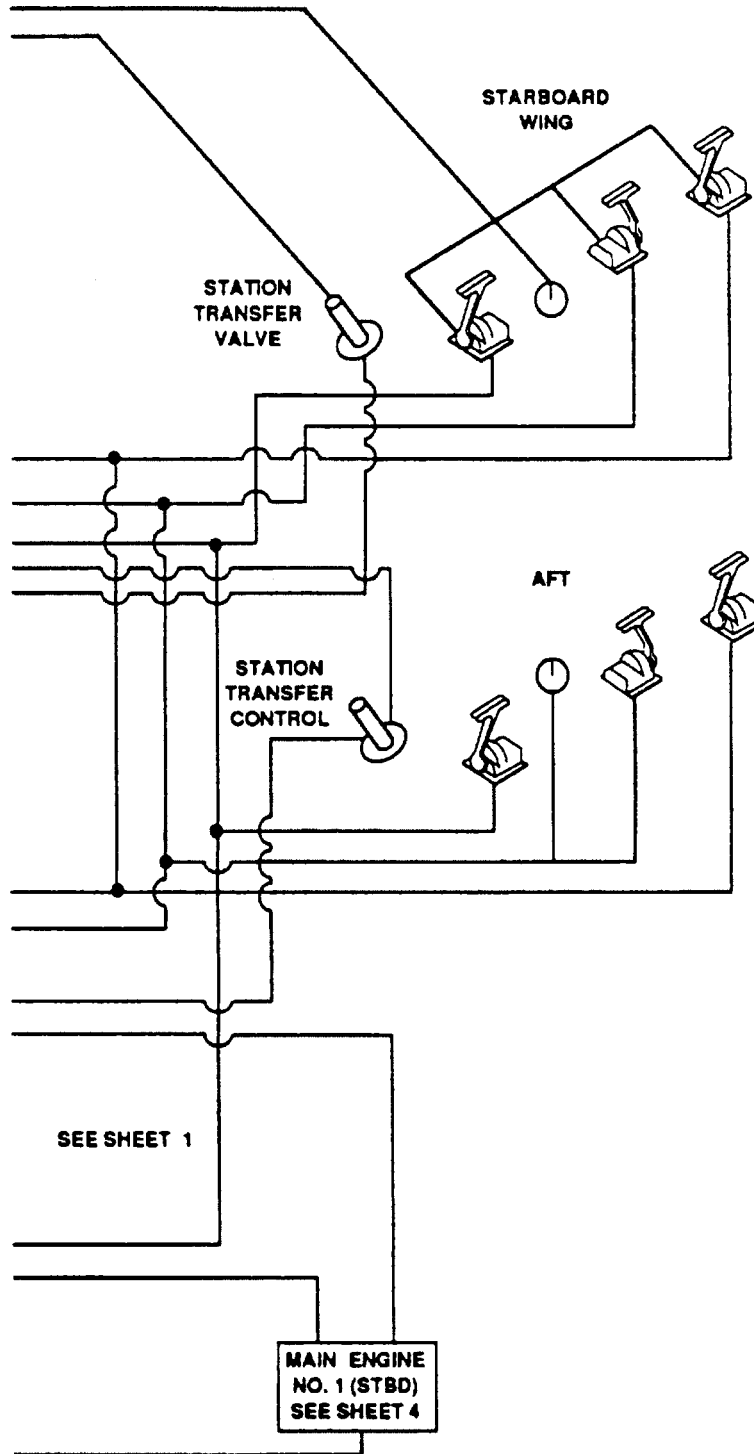 STARBOARD
WING
STATION
TRANSFER
VALVE
AFT
STATION
TRANSFER
CONTROL
SEE SHEET 1
MAIN ENGINE
NO. 1 (STBD)
SEE SHEET 4